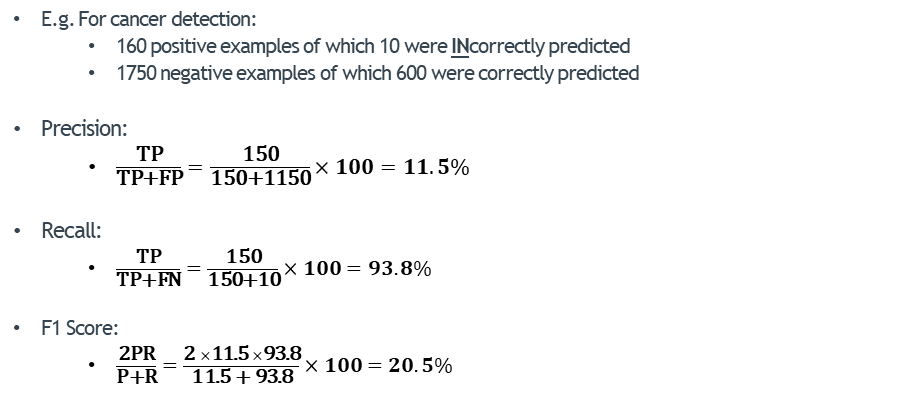 • E.g. For cancer detection:
• 160 positive examples of which 10 were INcorrectly predicted
• 1750 negative examples of which 600 were correctly predicted
• Precision:
• TP/TP+FP = 150/150+1150 × 100 = 11.5%
• Recall:
• TP/TP+FN = 150/150+10 × 100 = 93.8%
• F1 Score:
• 2PR/P+R = 2 ×11.5 ×93.8/11.5 + 93.8 × 100 = 20.5%